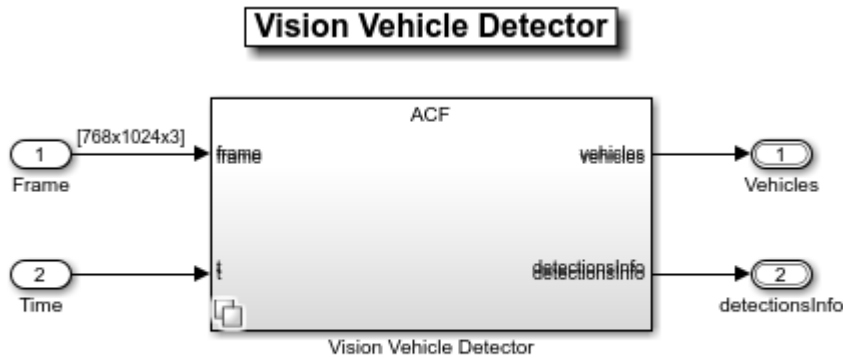 Vision Vehicle Detector
ACF
[768x1024x3]
1
frame
vehicles
1
Frame
Vehicles
2
t
detectionsInfo
2
Time
detectionsInfo
Vision Vehicle Detector